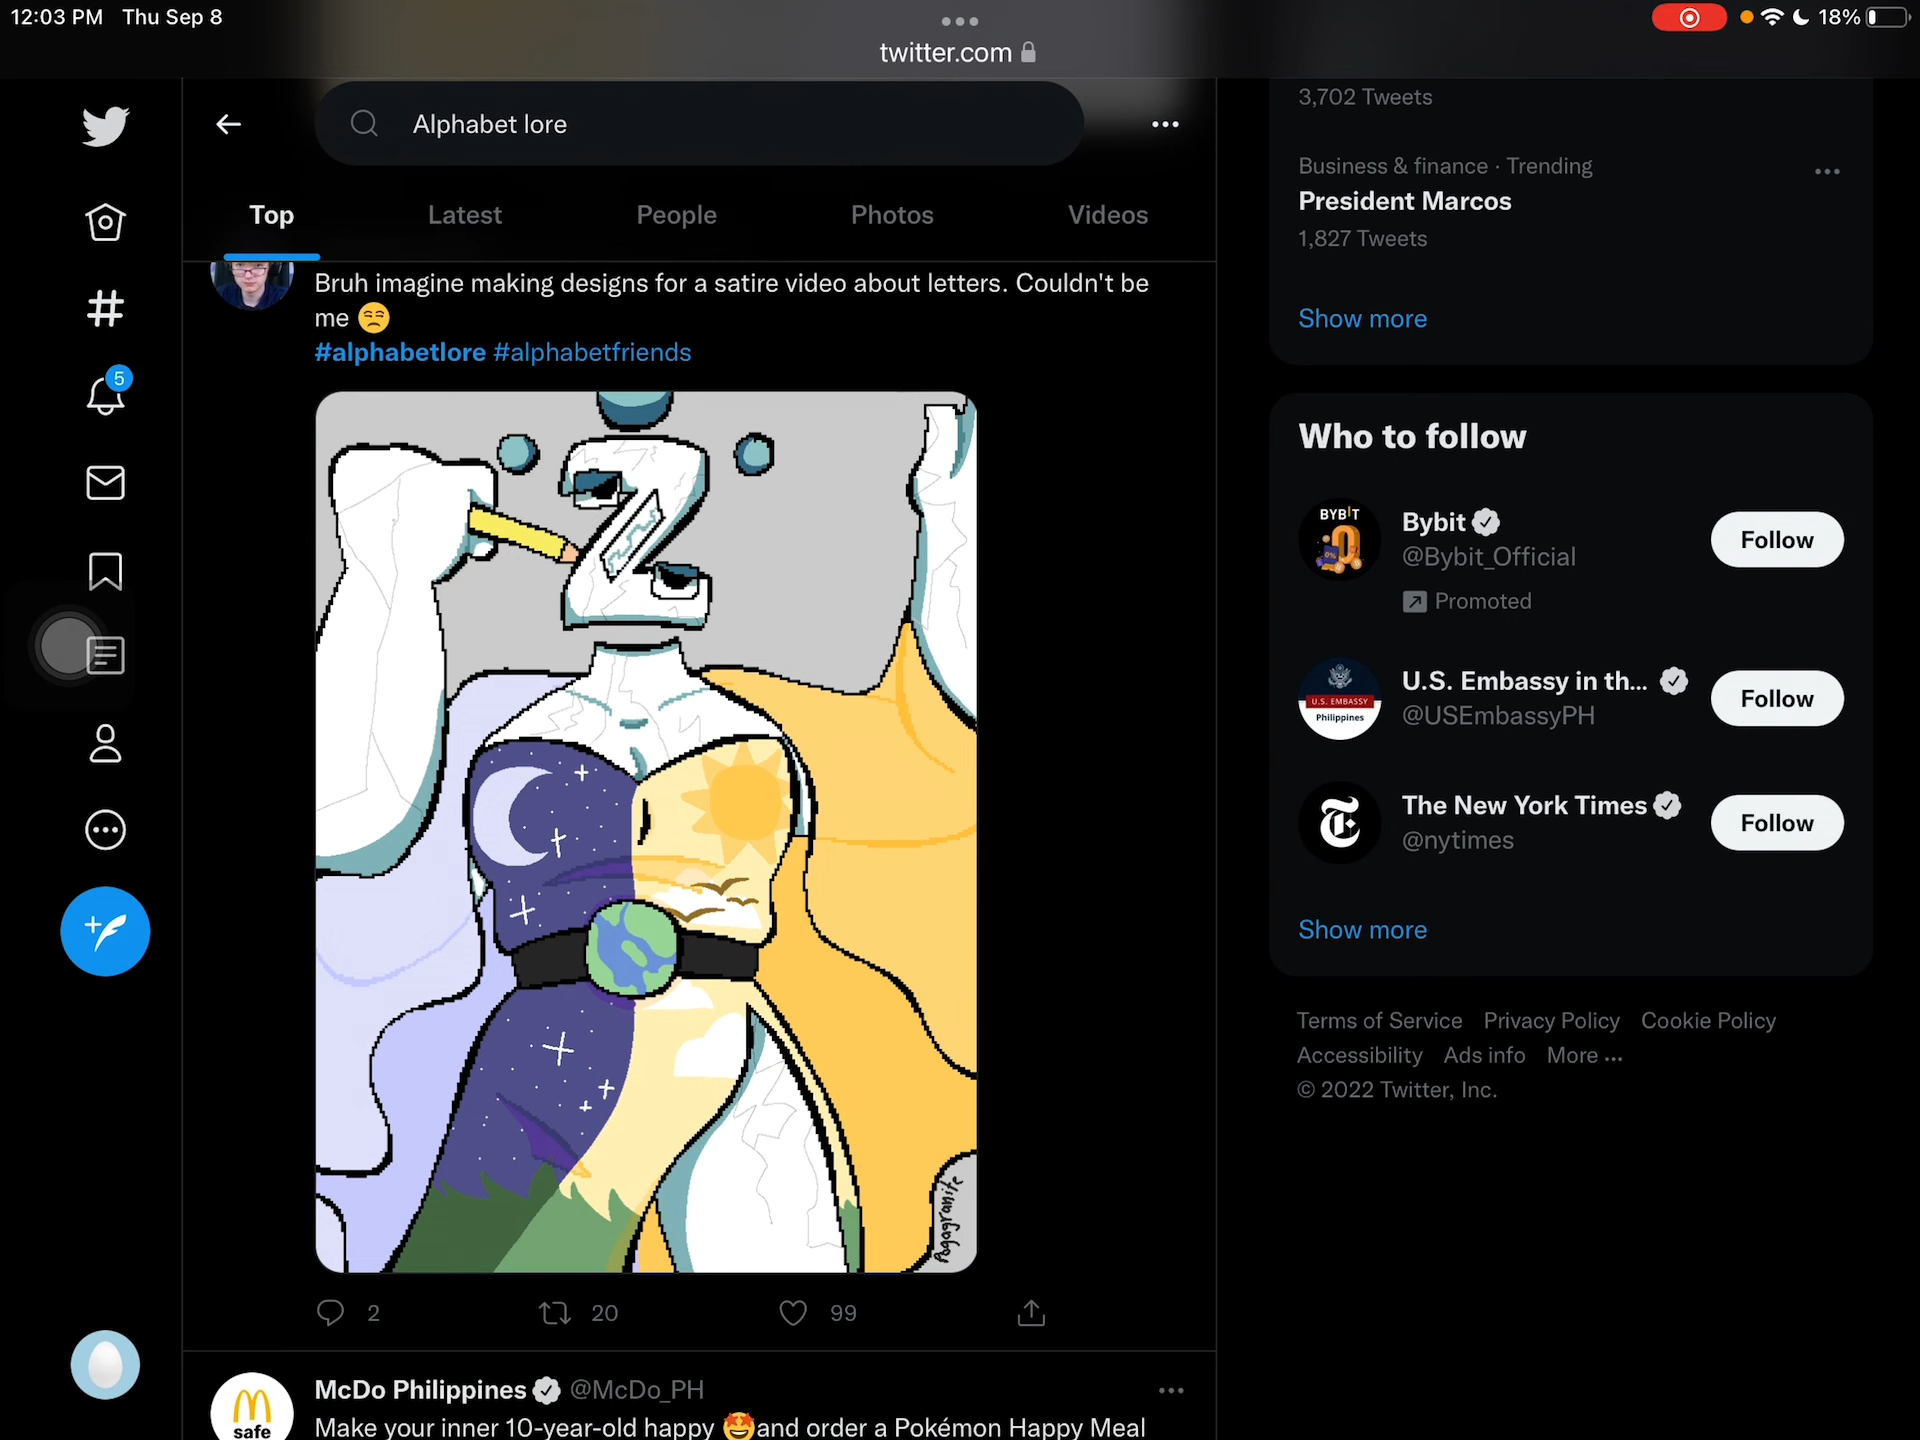 12:03 PM Thu Sep 8
18%
twitter.com
Alphabet lore
Top Latest People Photos Videos
Bruh imagine making designs for a satire video about letters. Couldn't be
me
#alphabetlore #alphabetfriends
Pogagranite
2 20 99
McDo Philippines @McDo_PH
Make your inner 10-year-old happy and order a Pokémon Happy Meal
safe
5
3,702 Tweets
Business & finance · Trending
President Marcos
1,827 Tweets
Show more
Who to follow
BYBIT
0%
Bybit
@Bybit_Official
Promoted
Follow
U.S. EMBASSY
Philippines
U.S. Embassy in th...
@USEmbassyPH
Follow
The New York Times
@nytimes
Follow
Show more
Terms of Service Privacy Policy Cookie Policy
Accessibility Ads info More ...
© 2022 Twitter, Inc.